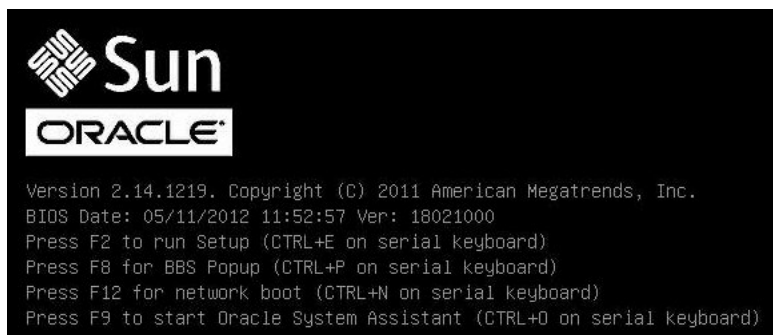 Sun
ORACLE
Version 2.14.1219. Copyright (C) 2011 American Megatrends, Inc.
BIOS Date: 05/11/2012 11:52:57 Ver: 18021000
Press F2 to run Setup (CTRL+E on serial keyboard)
Press F8 for BBS Popup (CTRL+P on serial keyboard)
Press F12 for network boot (CTRL+N on serial keyboard)
Press F9 to start Oracle System Assistant (CTRL+O on serial keyboard)